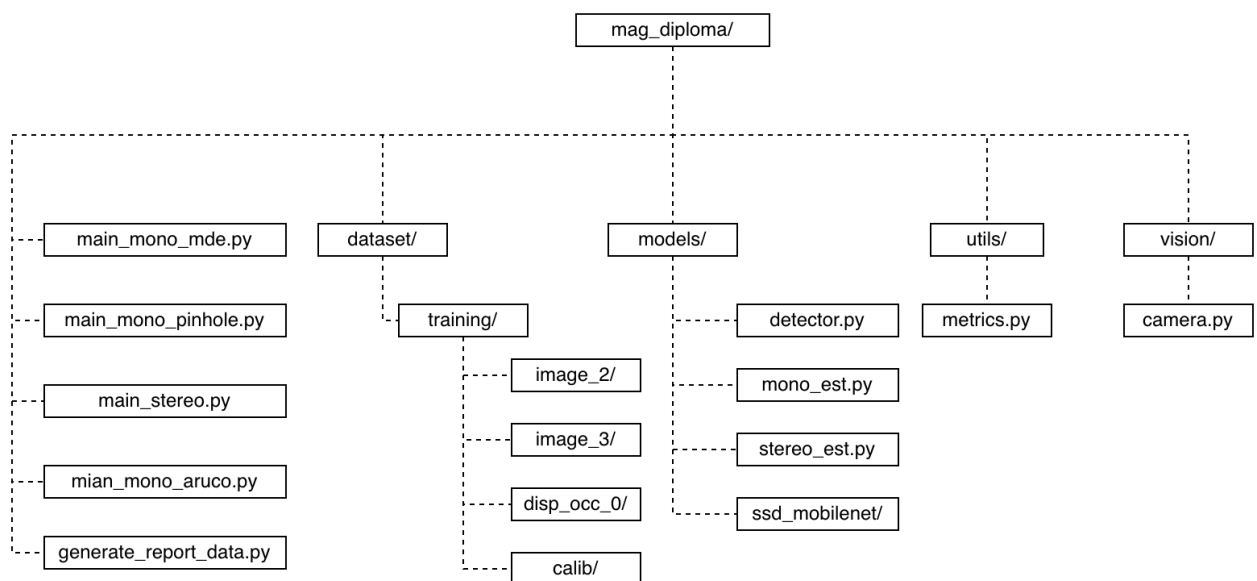 mag_diploma/
main_mono_mde.py
dataset/
models/
utils/
vision/
main_mono_pinhole.py
training/
detector.py
metrics.py
camera.py
image_2/
mono_est.py
main_stereo.py
image_3/
stereo_est.py
mian_mono_aruco.py
disp_occ_0/
ssd_mobilenet/
generate_report_data.py
calib/